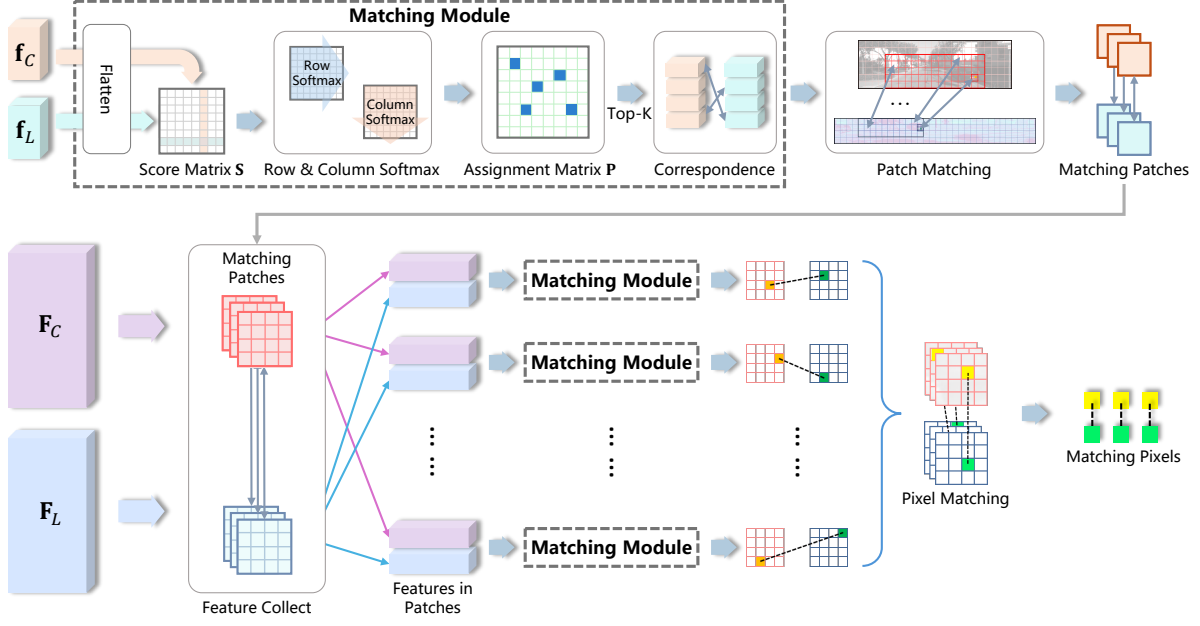 Matching Module
f_C
f_L
Flatten
Row
Softmax
Column
Softmax
Top-K
...
Score Matrix S
Row & Column Softmax
Assignment Matrix P
Correspondence
Patch Matching
Matching Patches
F_C
F_L
Matching
Patches
Feature Collect
Matching Module
Matching Module
Matching Module
Features in
Patches
Pixel Matching
Matching Pixels